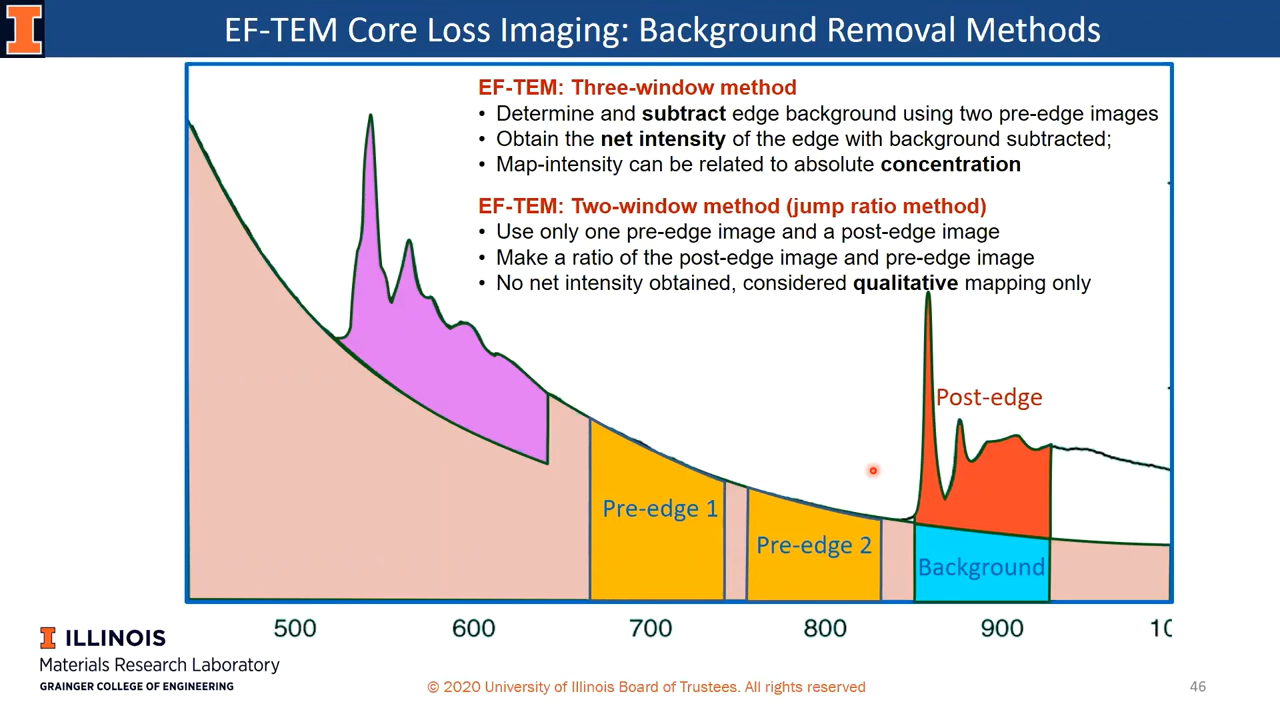 EF-TEM Core Loss Imaging: Background Removal Methods
EF-TEM: Three-window method
• Determine and subtract edge background using two pre-edge images
• Obtain the net intensity of the edge with background subtracted;
• Map-intensity can be related to absolute concentration
EF-TEM: Two-window method (jump ratio method)
• Use only one pre-edge image and a post-edge image
• Make a ratio of the post-edge image and pre-edge image
• No net intensity obtained, considered qualitative mapping only
Post-edge
Pre-edge 1
Pre-edge 2
Background
500 600 700 800 900 10
I ILLINOIS
Materials Research Laboratory
GRAINGER COLLEGE OF ENGINEERING
© 2020 University of Illinois Board of Trustees. All rights reserved
46